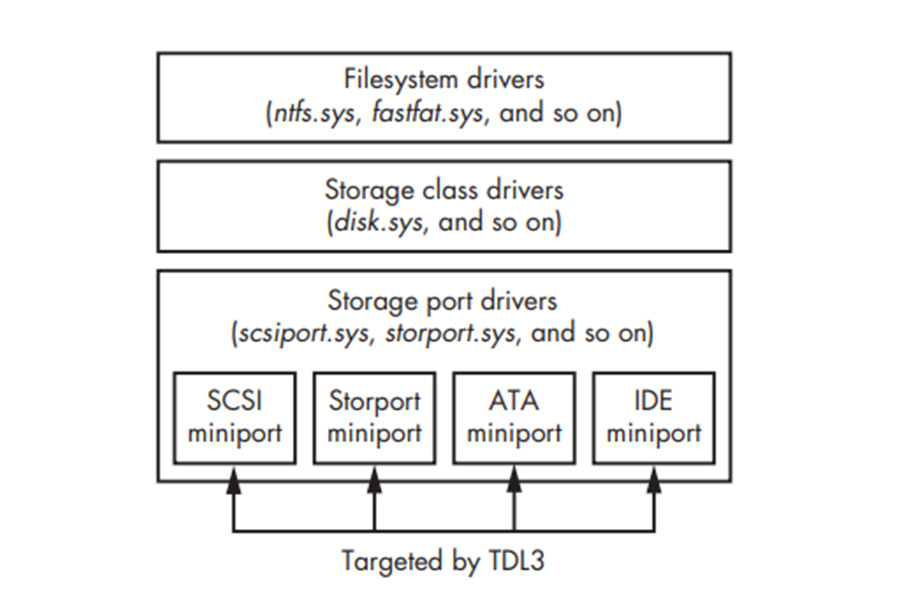 Filesystem drivers
(ntfs.sys, fastfat.sys, and so on)
Storage class drivers
(disk.sys, and so on)
Storage port drivers
(scsiport.sys, storport.sys, and so on)
SCSI
miniport
Storport
miniport
ATA
miniport
IDE
miniport
Targeted by TDL3